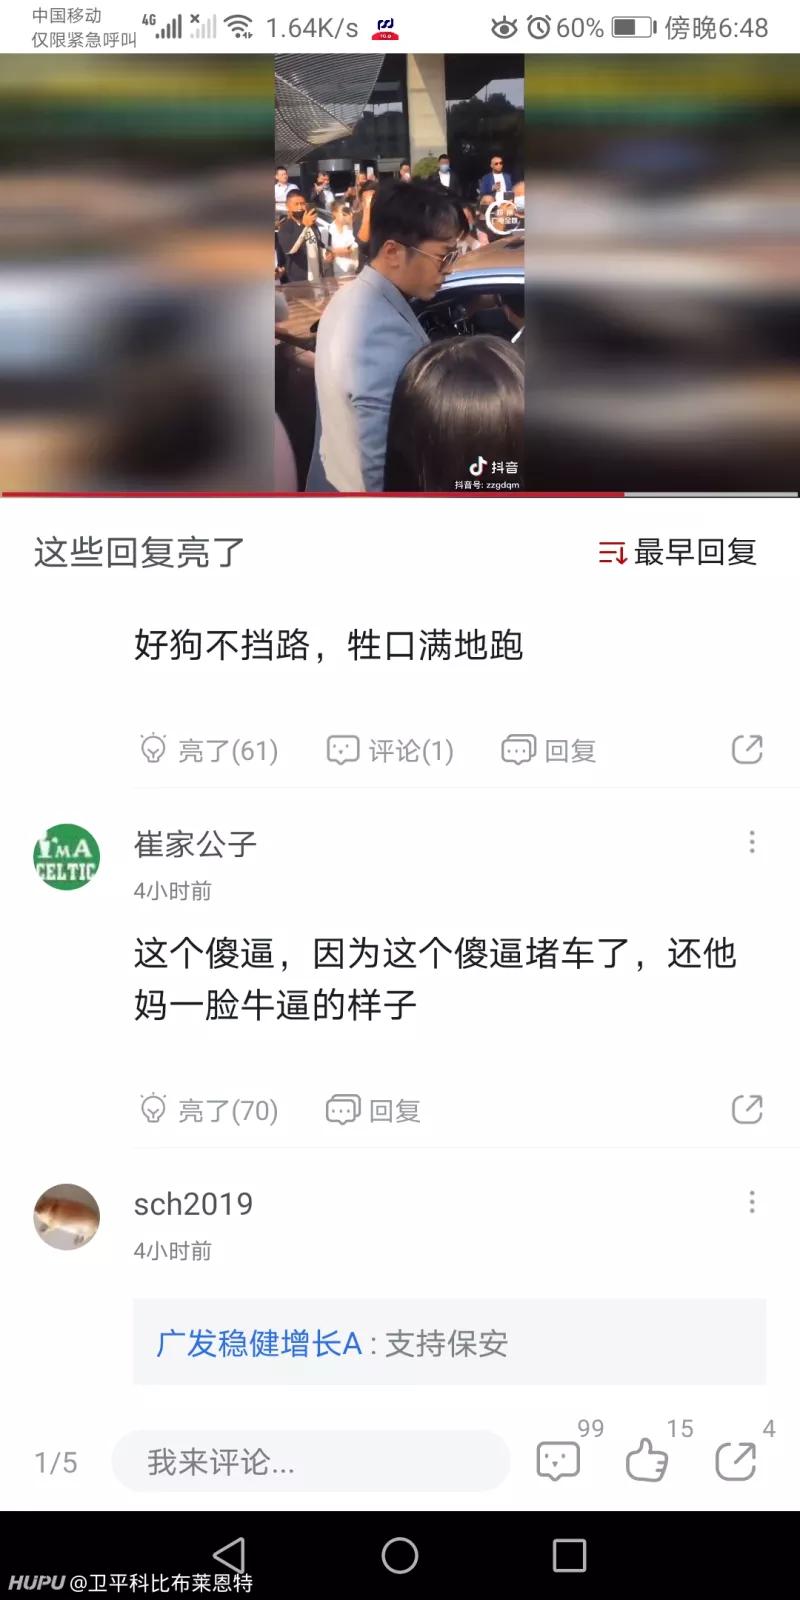 中国移动
仅限紧急呼叫
4G
1.64K/s
60%
傍晚6:48
抖音
抖音号: zzgdqm
这些回复亮了
最早回复
好狗不挡路，牲口满地跑
亮了(61)
评论(1)
回复
I'M A
CELTIC
崔家公子
4小时前
这个傻逼，因为这个傻逼堵车了，还他
妈一脸牛逼的样子
亮了(70)
回复
sch2019
4小时前
广发稳健增长A : 支持保安
1/5
我来评论...
99
15
4
HUPU @卫平科比布莱恩特